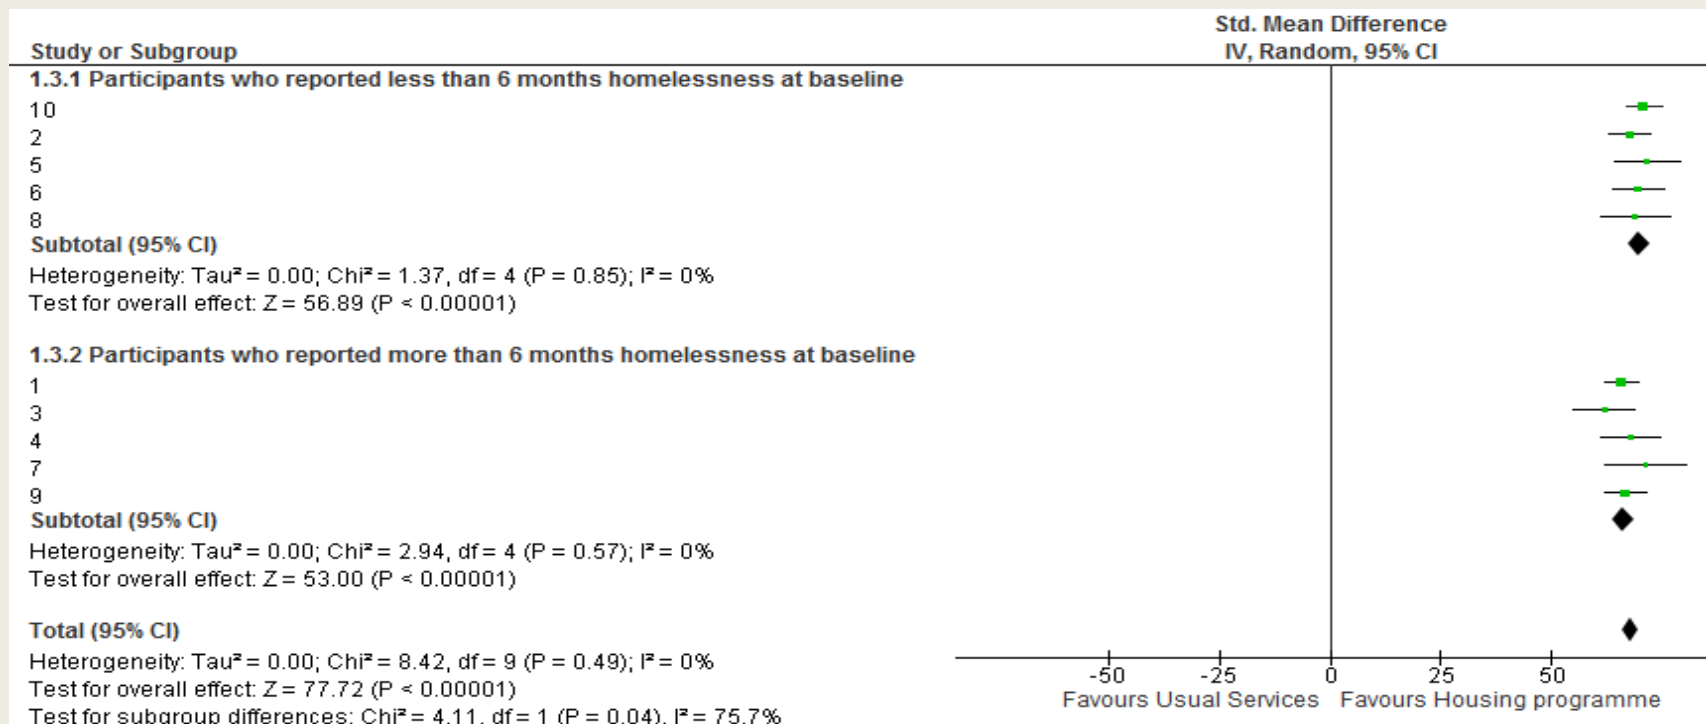 Std. Mean Difference
Study or Subgroup IV, Random, 95% CI
1.3.1 Participants who reported less than 6 months homelessness at baseline
10
2
5
6
8
Subtotal (95% CI)
Heterogeneity: Tau² = 0.00; Chi² = 1.37, df = 4 (P = 0.85); I² = 0%
Test for overall effect: Z = 56.89 (P < 0.00001)
1.3.2 Participants who reported more than 6 months homelessness at baseline
1
3
4
7
9
Subtotal (95% CI)
Heterogeneity: Tau² = 0.00; Chi² = 2.94, df = 4 (P = 0.57); I² = 0%
Test for overall effect: Z = 53.00 (P < 0.00001)
Total (95% CI)
Heterogeneity: Tau² = 0.00; Chi² = 8.42, df = 9 (P = 0.49); I² = 0%
-50 -25 0 25 50
Test for overall effect: Z = 77.72 (P < 0.00001)
Favours Usual Services Favours Housing programme
Test for subgroup differences: Chi² = 4.11, df = 1 (P = 0.04), I² = 75.7%